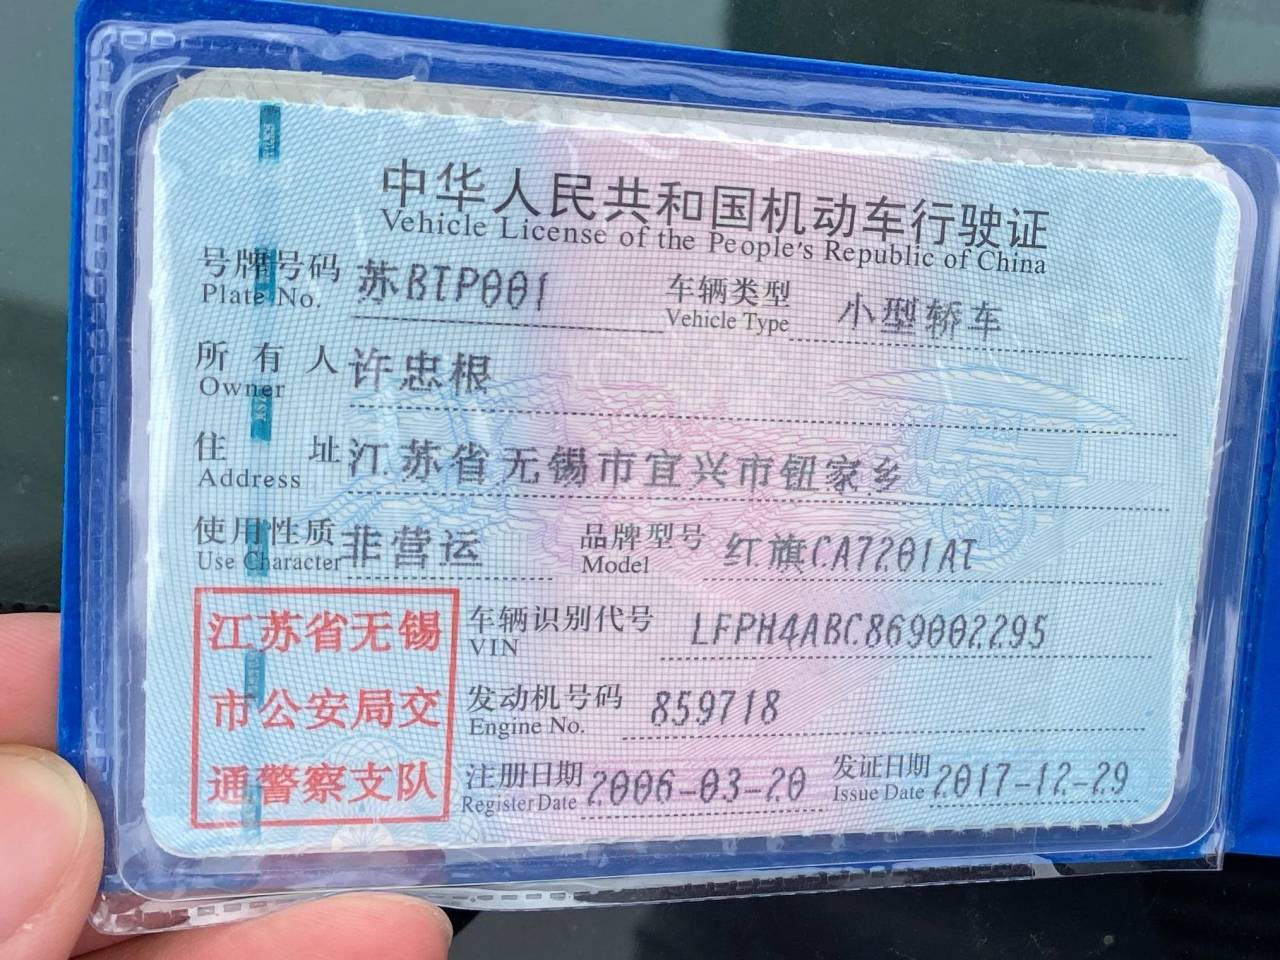 中华人民共和国机动车行驶证
Vehicle License of the People's Republic of China
号牌号码 苏BTP001 车辆类型 小型轿车
Plate No. Vehicle Type
所有人 许忠根
Owner
住址 江苏省无锡市宜兴市钮家乡
Address
使用性质 非营运 品牌型号 红旗CA7201AT
Use Character Model
江苏省无锡
市公安局交
通警察支队
车辆识别代号 LFPH4ABC869002295
VIN
发动机号码 859718
Engine No.
注册日期 2006-03-20 发证日期 2017-12-29
Register Date Issue Date